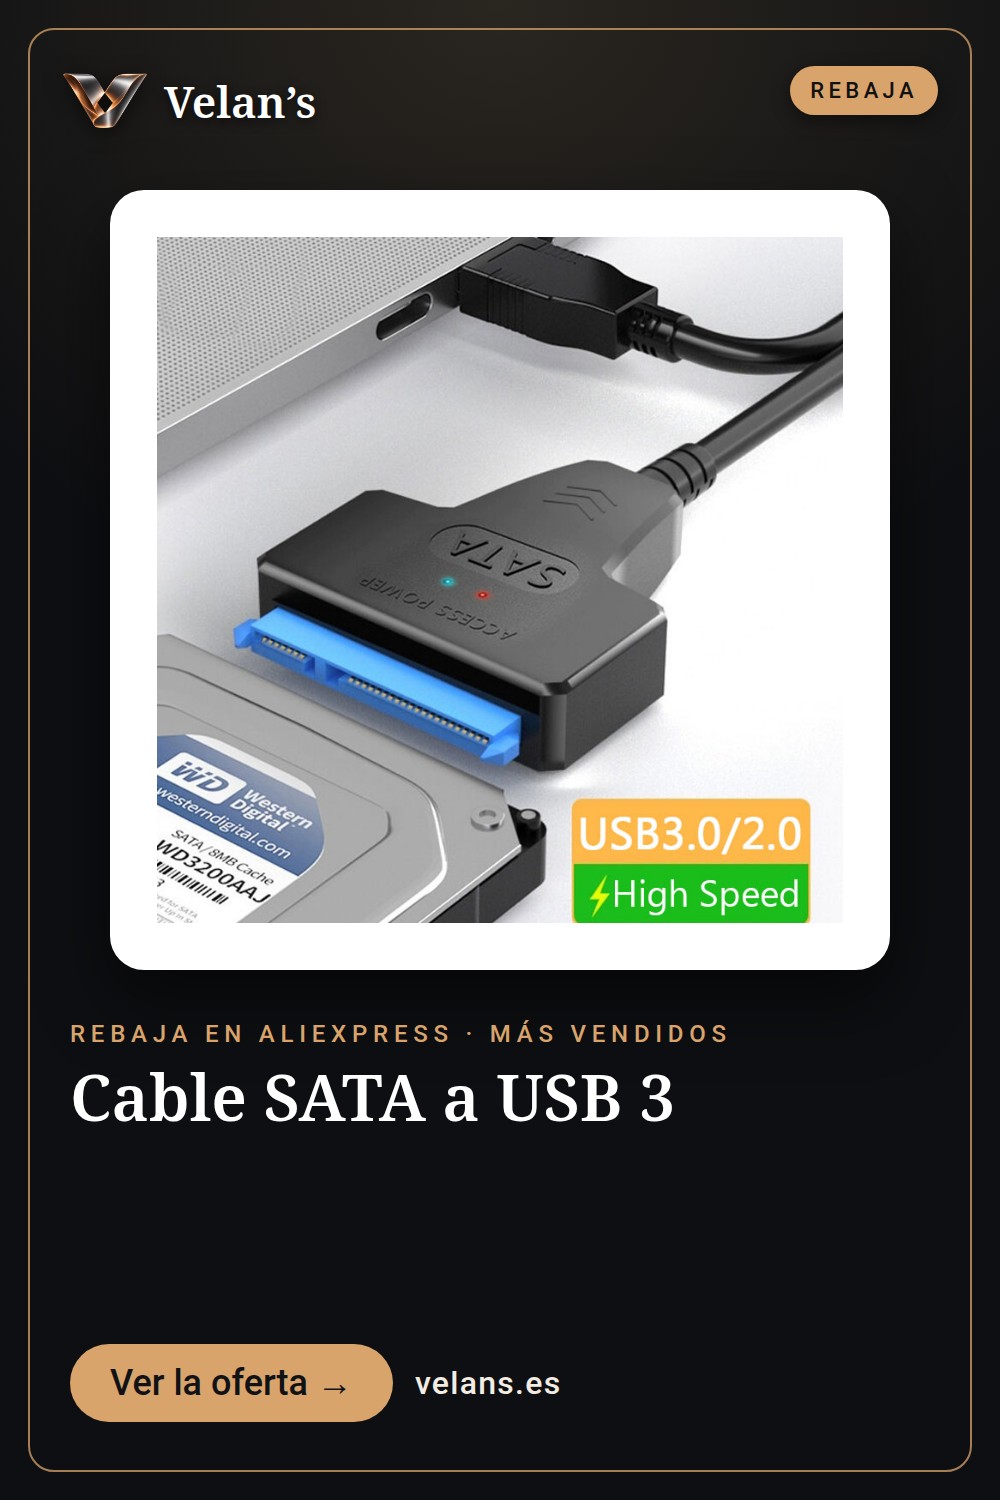 Velan’s
REBAJA
SATA
ACCESS POWER
WD Western Digital
westerndigital.com
SATA / 8MB Cache
WD3200AAJ
USB3.0/2.0
High Speed
REBAJA EN ALIEXPRESS · MÁS VENDIDOS
Cable SATA a USB 3
Ver la oferta →
velans.es